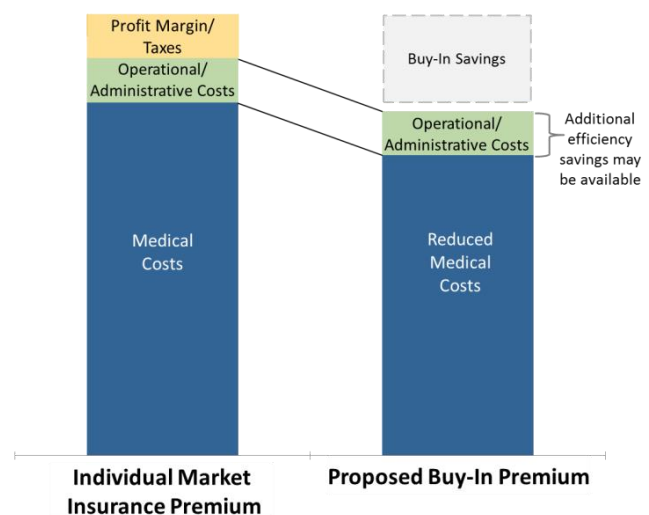 Profit Margin/
Taxes
Operational/
Administrative Costs
Medical
Costs
Buy-In Savings
Operational/
Administrative Costs
Additional
efficiency
savings may
be available
Reduced
Medical
Costs
Individual Market
Insurance Premium
Proposed Buy-In Premium